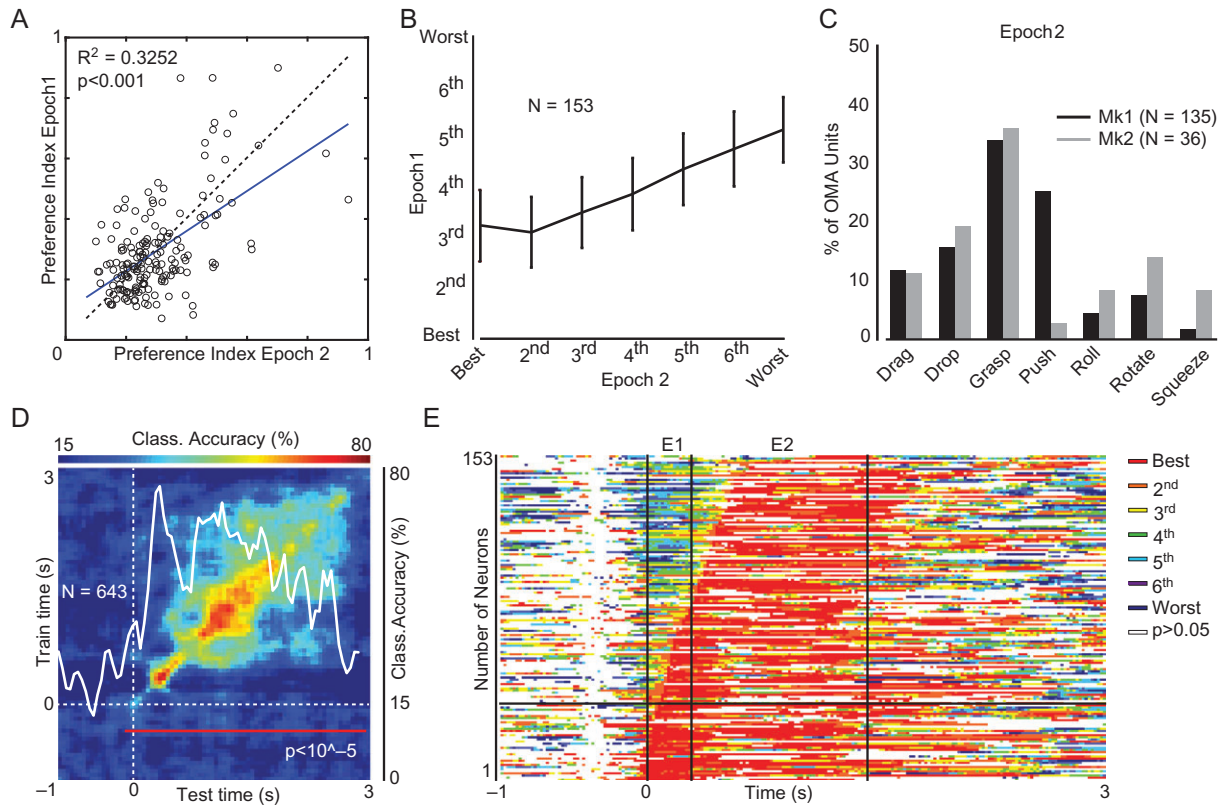 A
1
R² = 0.3252
p<0.001
Preference Index Epoch1
0
Preference Index Epoch 2
1
B
Worst
6th
5th
4th
3rd
2nd
Best
Epoch 1
N = 153
Best
2nd
3rd
4th
5th
6th
Worst
Epoch 2
C
Epoch2
50
40
30
20
10
0
% of OMA Units
Mk1 (N = 135)
Mk2 (N = 36)
Drag
Drop
Grasp
Push
Roll
Rotate
Squeeze
D
Class. Accuracy (%)
15
80
3
Train time (s)
0
−1
N = 643
p<10^−5
80
Class.Accuracy (%)
15
0
−1
0
Test time (s)
3
E
E1
E2
153
Number of Neurons
1
−1
0
Time (s)
3
Best
2nd
3rd
4th
5th
6th
Worst
p>0.05